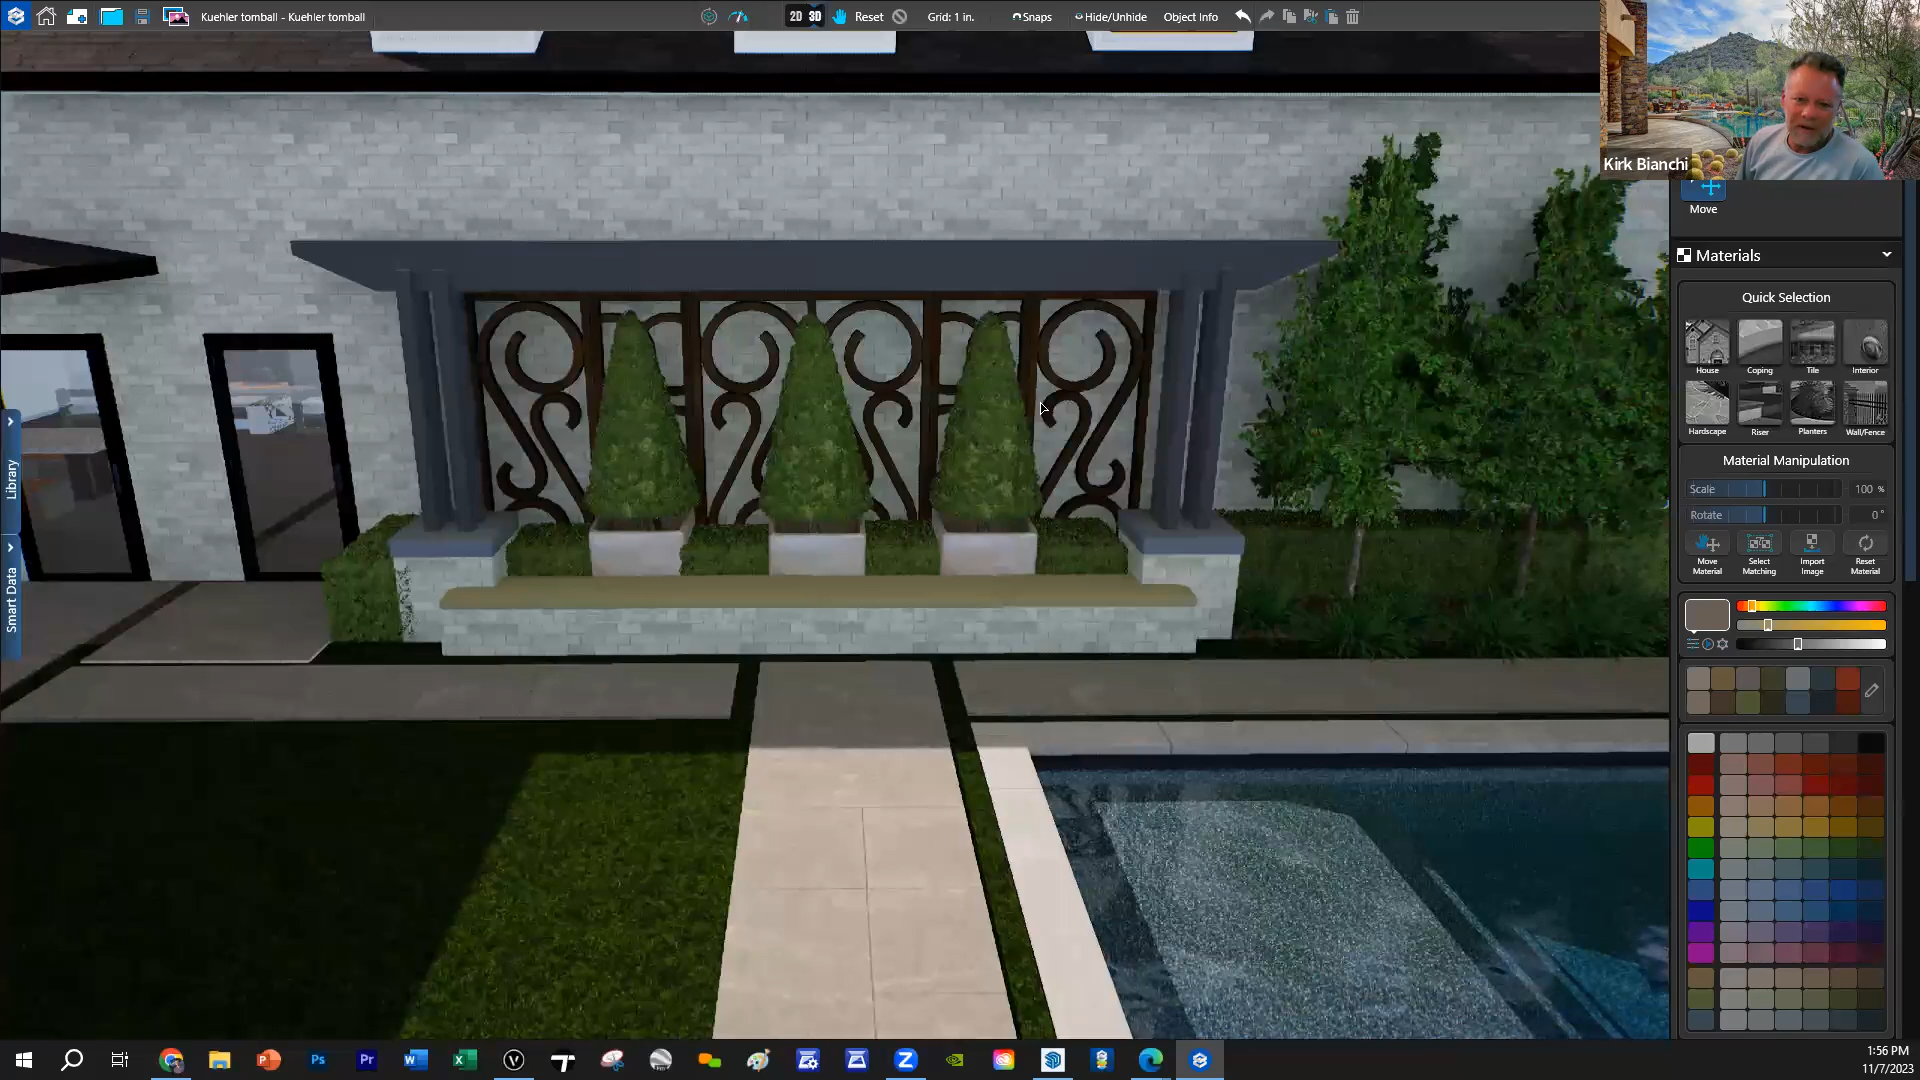 Kuehler tomball - Kuehler tomball
2D 3D Reset Grid: 1 in. Snaps Hide/Unhide Object Info
Kirk Bianchi
Move
Materials
Quick Selection
House Coping Tile Interior
Hardscape Riser Planters Wall/Fence
Material Manipulation
Scale 100 %
Rotate 0°
Move Material
Select Matching
Import Image
Reset Material
Library
Smart Data
1:56 PM
11/7/2023